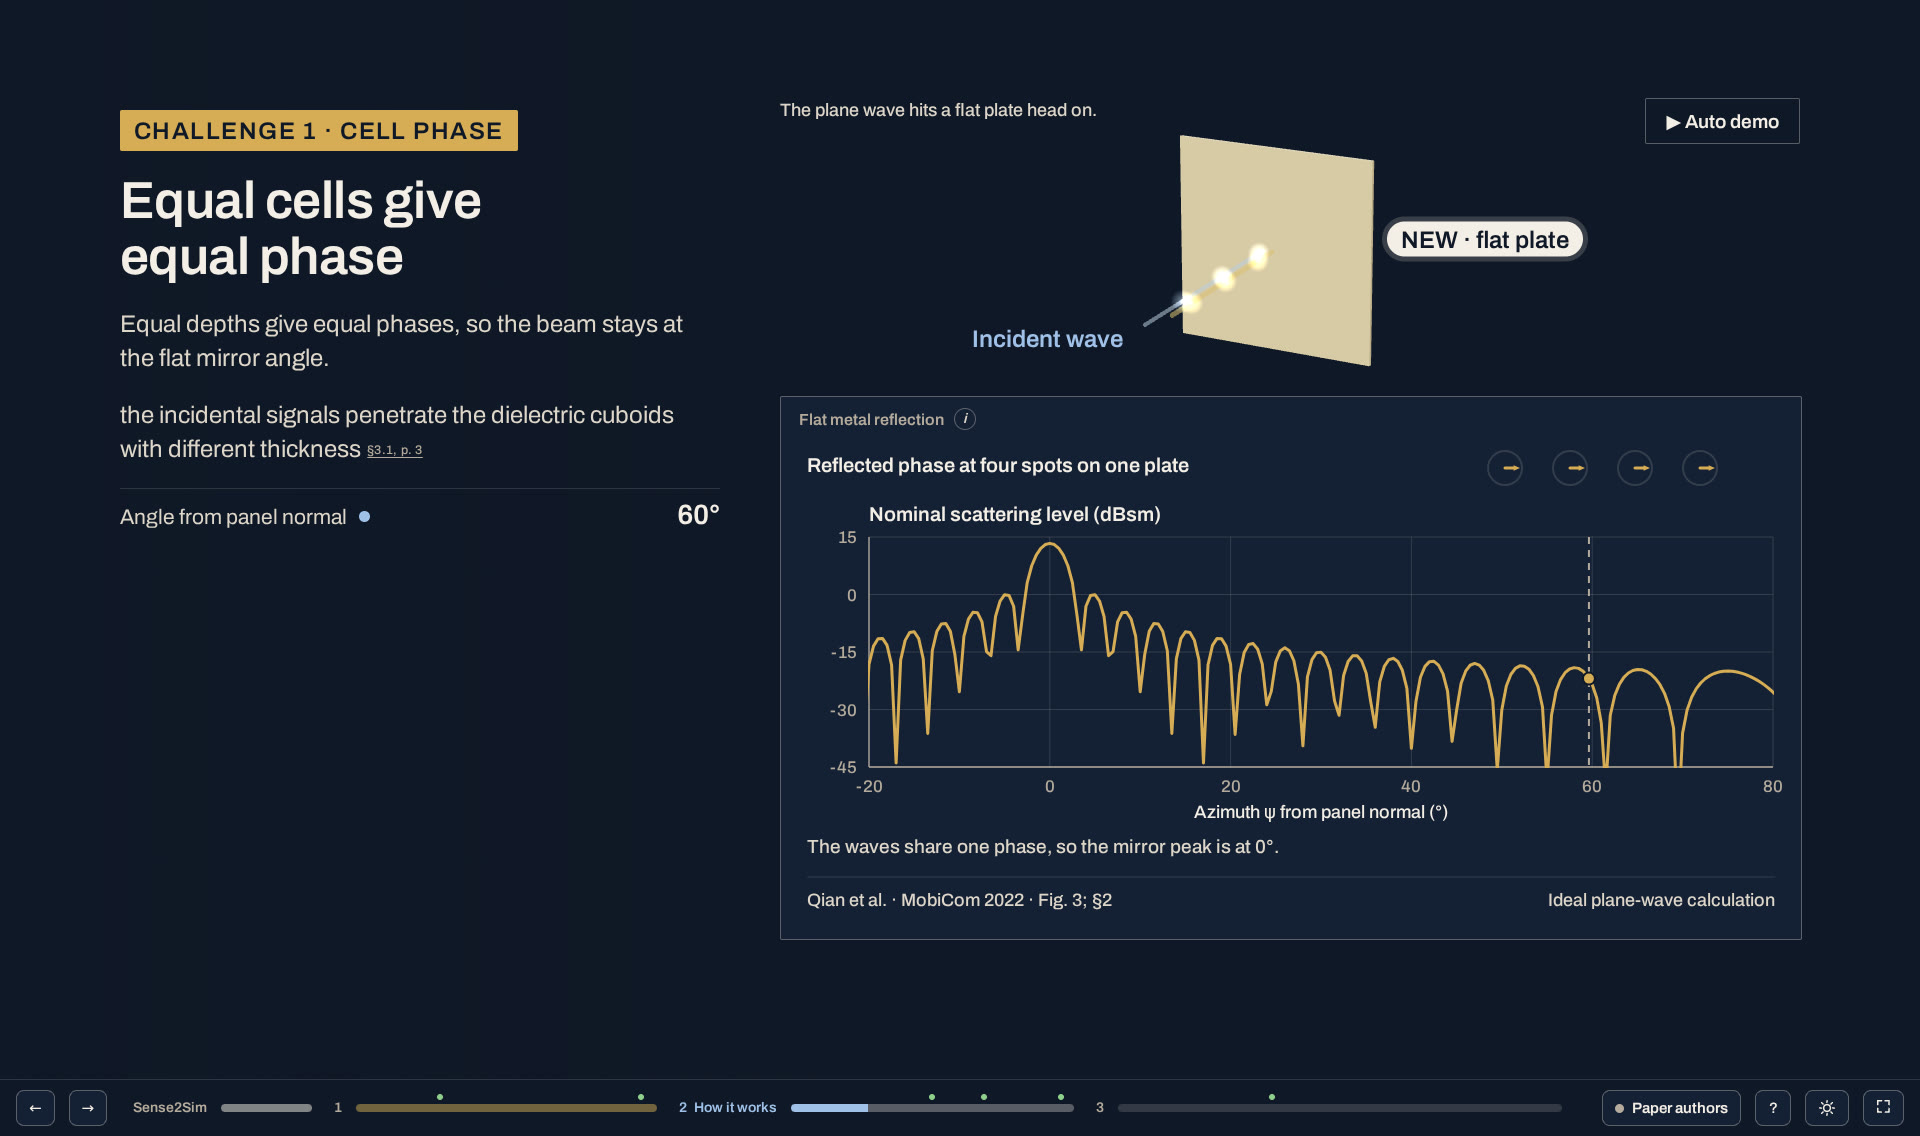 CHALLENGE 1 · CELL PHASE
Equal cells give
equal phase
Equal depths give equal phases, so the beam stays at
the flat mirror angle.
the incidental signals penetrate the dielectric cuboids
with different thickness §3.1, p. 3
Angle from panel normal 60°
The plane wave hits a flat plate head on.
▶ Auto demo
NEW · flat plate
Incident wave
Flat metal reflection i
Reflected phase at four spots on one plate
Nominal scattering level (dBsm)
15
0
-15
-30
-45
-20 0 20 40 60 80
Azimuth ψ from panel normal (°)
The waves share one phase, so the mirror peak is at 0°.
Qian et al. · MobiCom 2022 · Fig. 3; §2 Ideal plane-wave calculation
← → Sense2Sim 1 2 How it works 3 Paper authors ?